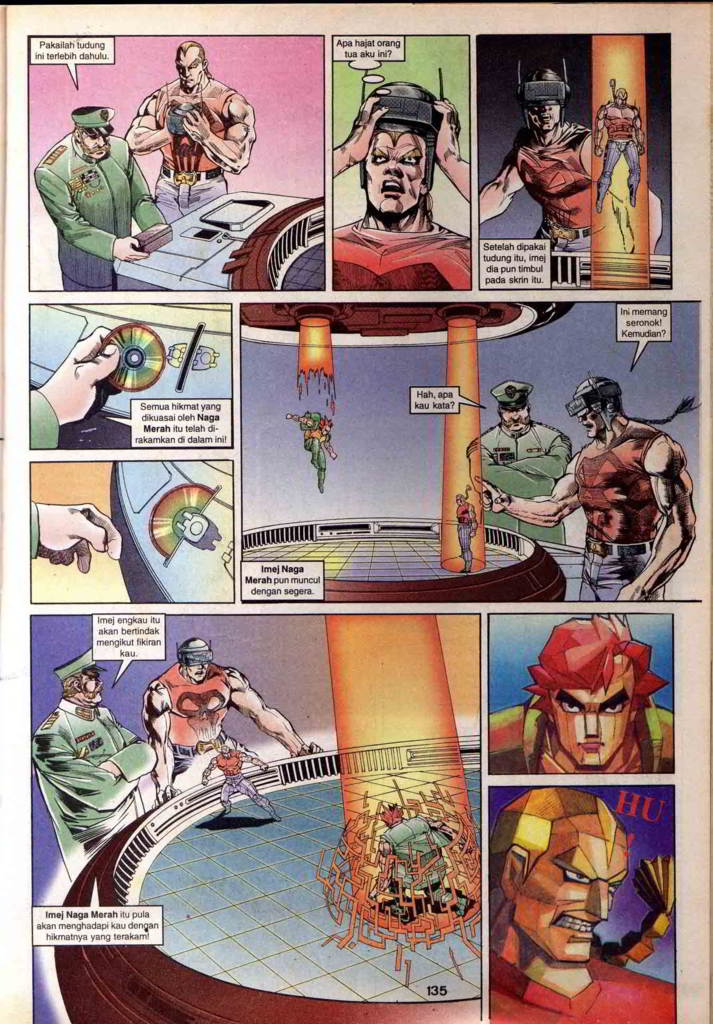 Pakailah tudung
ini terlebih dahulu.
Apa hajat orang
tua aku ini?
Setelah dipakai
tudung itu, imej
dia pun timbul
pada skrin itu.
Semua hikmat yang
dikuasai oleh Naga
Merah itu telah di-
rakamkan di dalam ini!
Ini memang
seronok!
Kemudian?
Hah, apa
kau kata?
Imej Naga
Merah pun muncul
dengan segera.
Imej engkau itu
akan bertindak
mengikut fikiran
kau.
Imej Naga Merah itu pula
akan menghadapi kau dengan
hikmatnya yang terakam!
HU
!
135